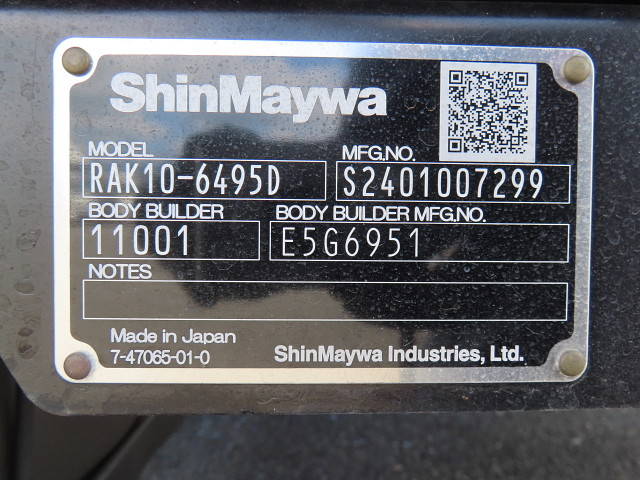 ShinMaywa
MODEL MFG.NO.
RAK10-6495D S2401007299
BODY BUILDER BODY BUILDER MFG.NO.
11001 E5G6951
NOTES
Made in Japan
7-47065-01-0 ShinMaywa Industries, Ltd.